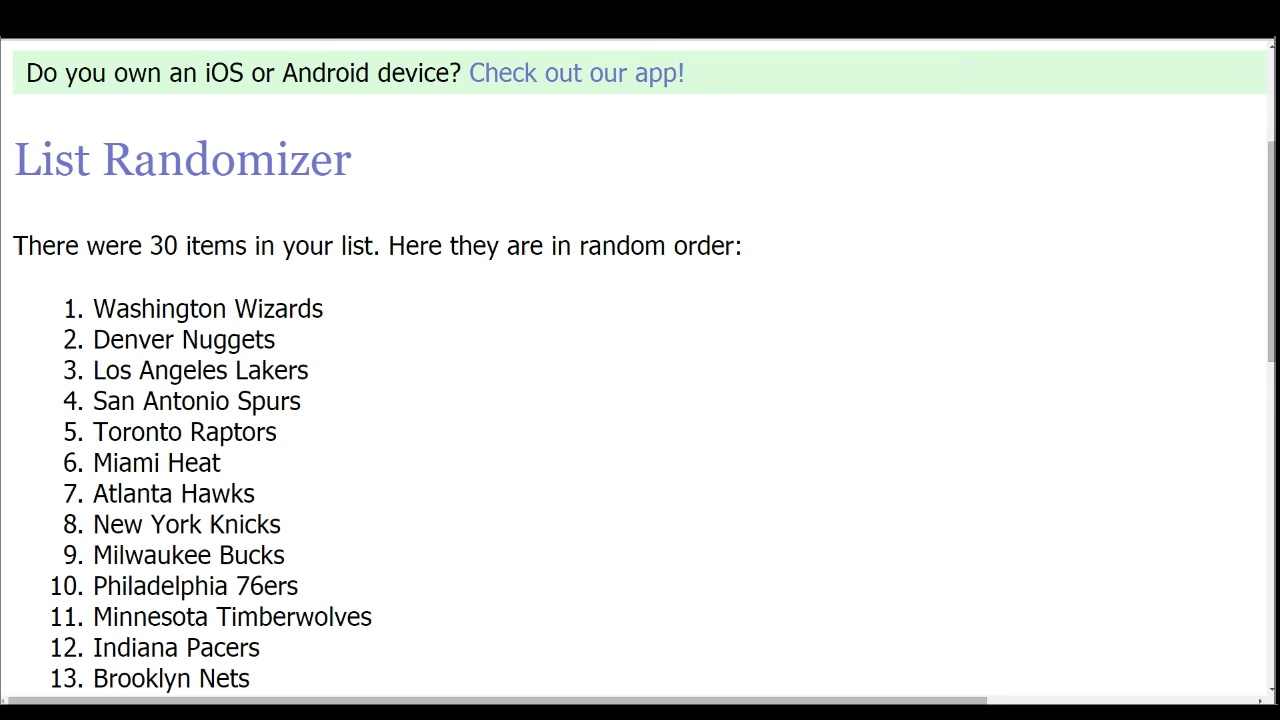 Do you own an iOS or Android device? Check out our app!
List Randomizer
There were 30 items in your list. Here they are in random order:
1. Washington Wizards
2. Denver Nuggets
3. Los Angeles Lakers
4. San Antonio Spurs
5. Toronto Raptors
6. Miami Heat
7. Atlanta Hawks
8. New York Knicks
9. Milwaukee Bucks
10. Philadelphia 76ers
11. Minnesota Timberwolves
12. Indiana Pacers
13. Brooklyn Nets